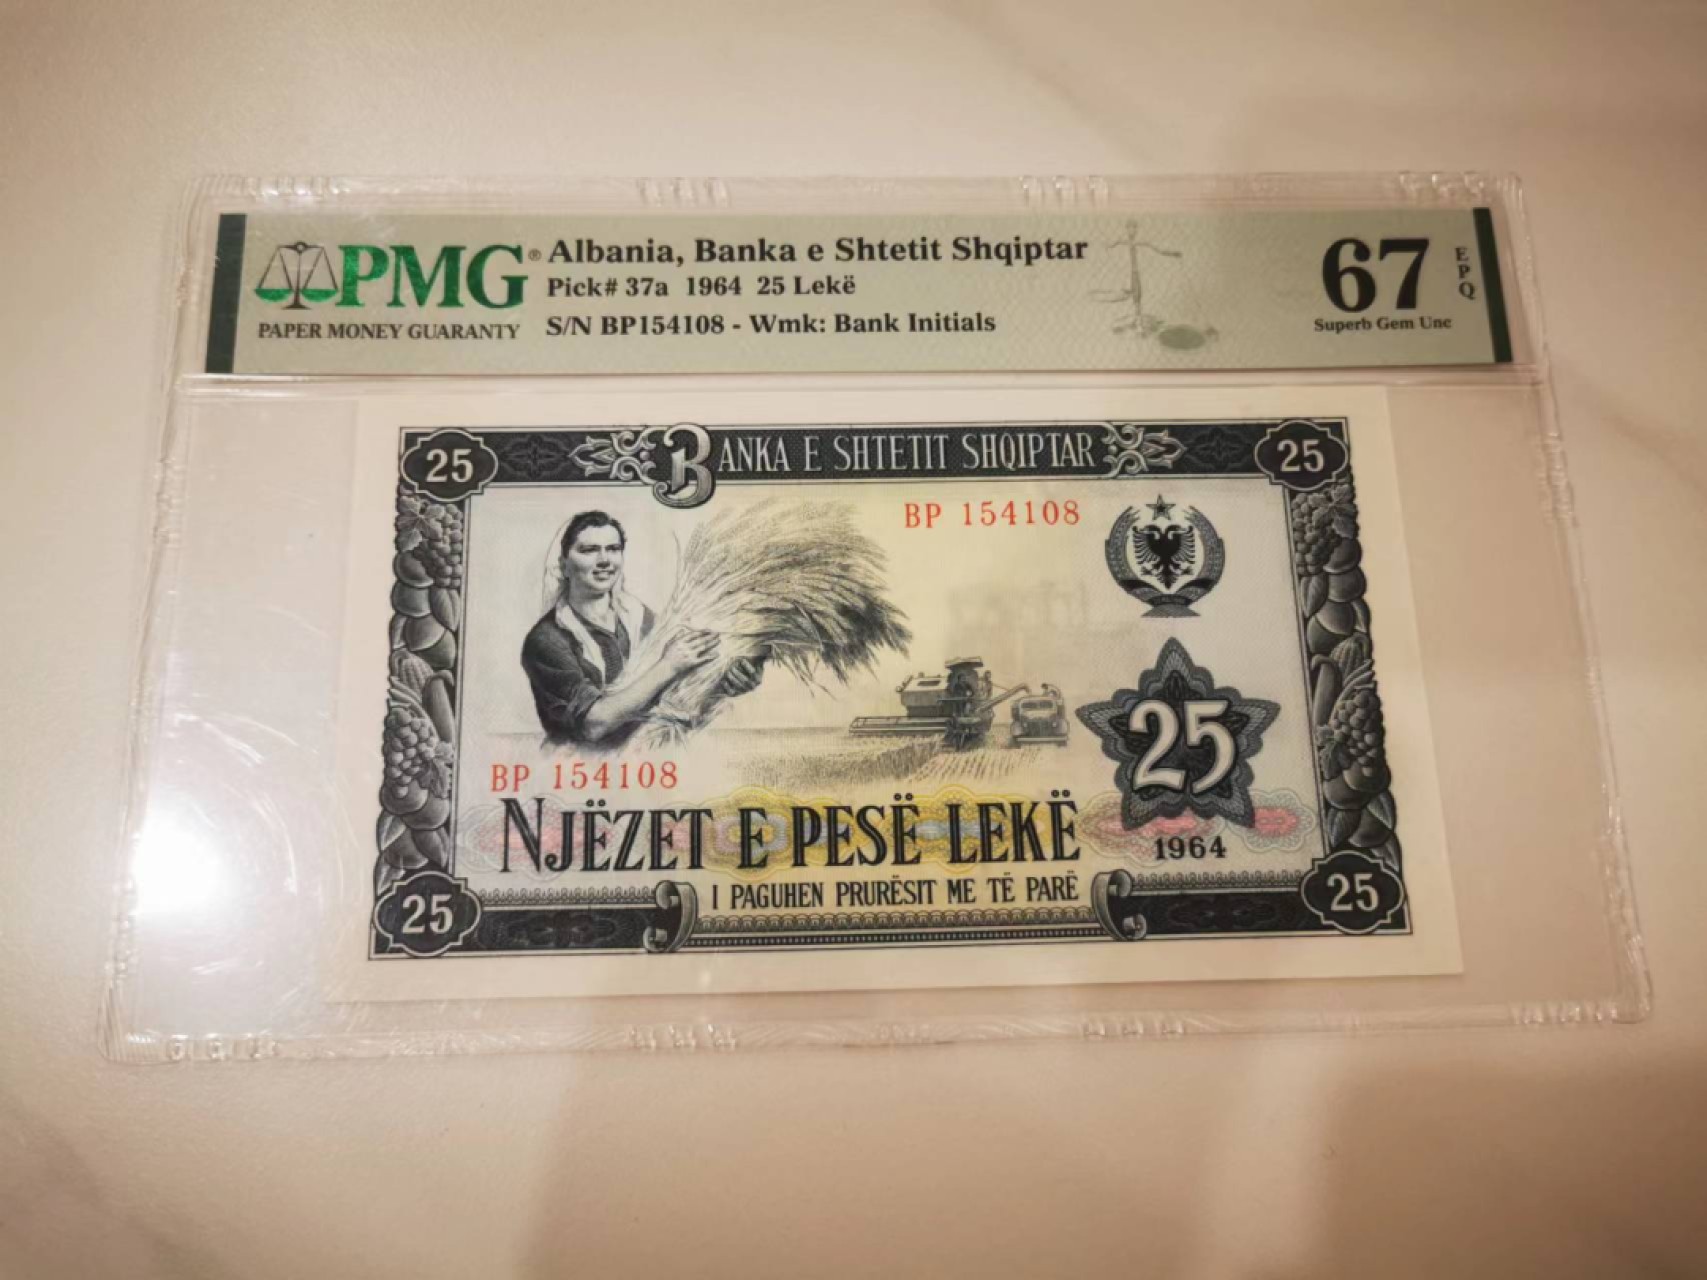 PMG®
PAPER MONEY GUARANTY
Albania, Banka e Shtetit Shqiptar
Pick# 37a 1964 25 Lekë
S/N BP154108 - Wmk: Bank Initials
67
EPQ
Superb Gem Unc
25
BANKA E SHTETIT SHQIPTAR
25
BP 154108
BP 154108
25
NJËZET E PESË LEKË
1964
25
I PAGUHEN PRURËSIT ME TË PARË
25